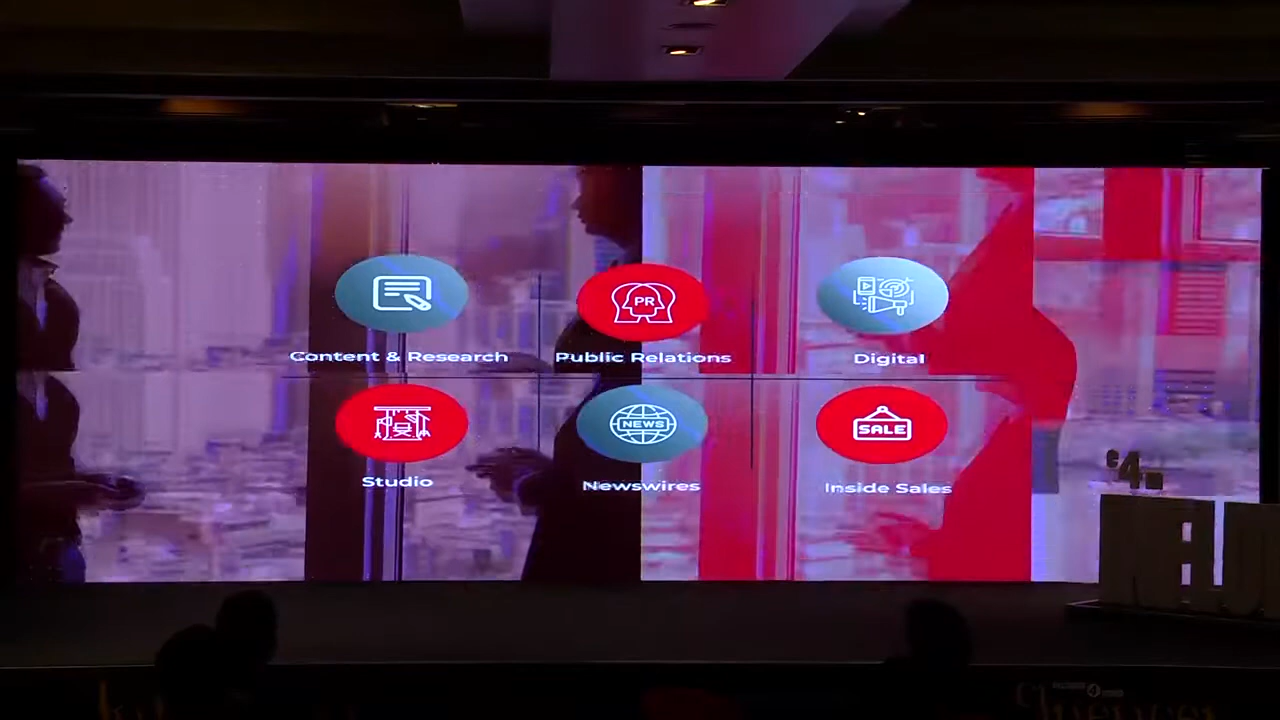 PR
Content & Research
Public Relations
Digital
NEWS
SALE
Studio
Newswires
Inside Sales